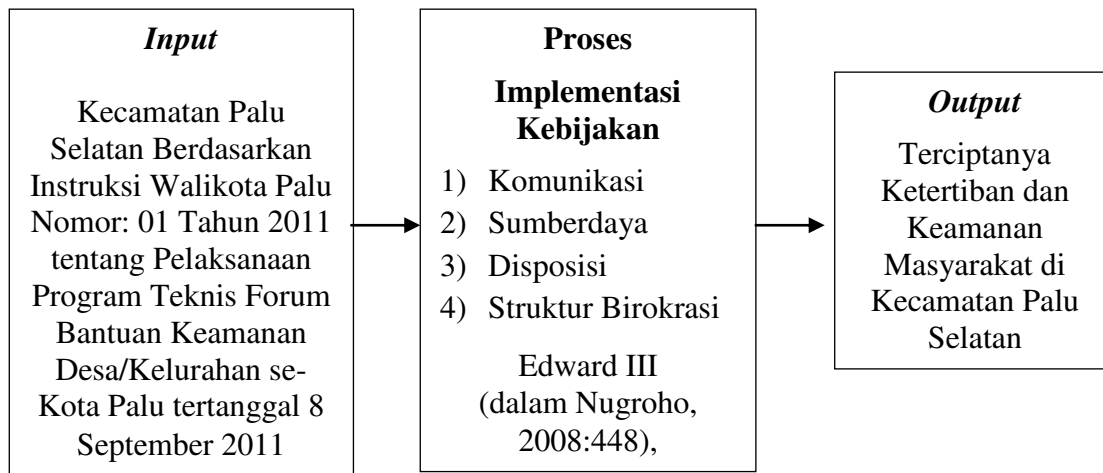 Input
Kecamatan Palu
Selatan Berdasarkan
Instruksi Walikota Palu
Nomor: 01 Tahun 2011
tentang Pelaksanaan
Program Teknis Forum
Bantuan Keamanan
Desa/Kelurahan se-
Kota Palu tertanggal 8
September 2011
Proses
Implementasi
Kebijakan
1) Komunikasi
2) Sumberdaya
3) Disposisi
4) Struktur Birokrasi
Edward III
(dalam Nugroho,
2008:448),
Output
Terciptanya
Ketertiban dan
Keamanan
Masyarakat di
Kecamatan Palu
Selatan